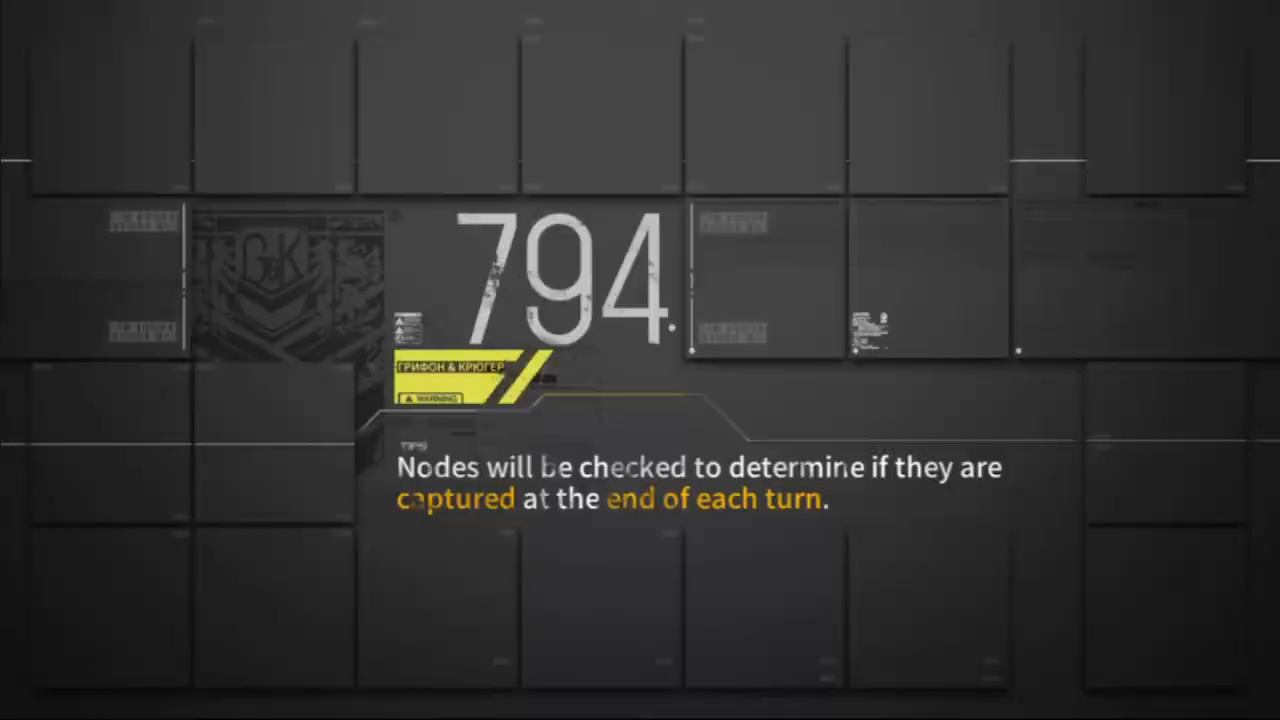 G&K
794.
ГРИФОН & КРЮГЕР
WARNING
TIPS
Nodes will be checked to determine if they are
captured at the end of each turn.